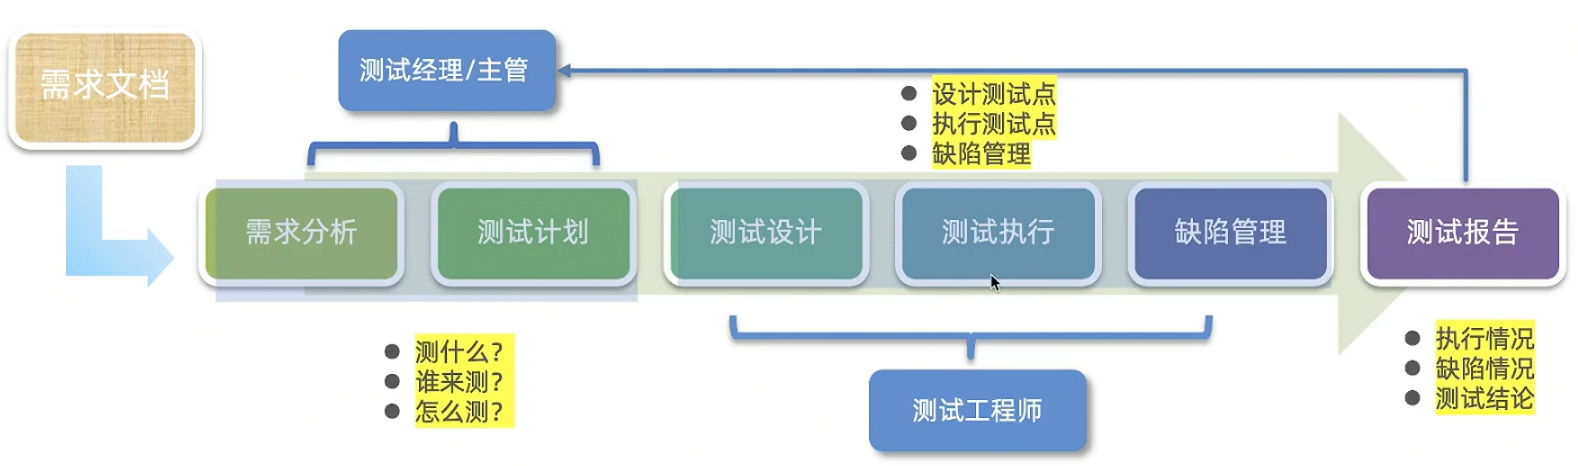 需求文档
测试经理/主管
设计测试点
执行测试点
缺陷管理
需求分析
测试计划
测试设计
测试执行
缺陷管理
测试报告
测什么?
谁来测?
怎么测?
测试工程师
执行情况
缺陷情况
测试结论